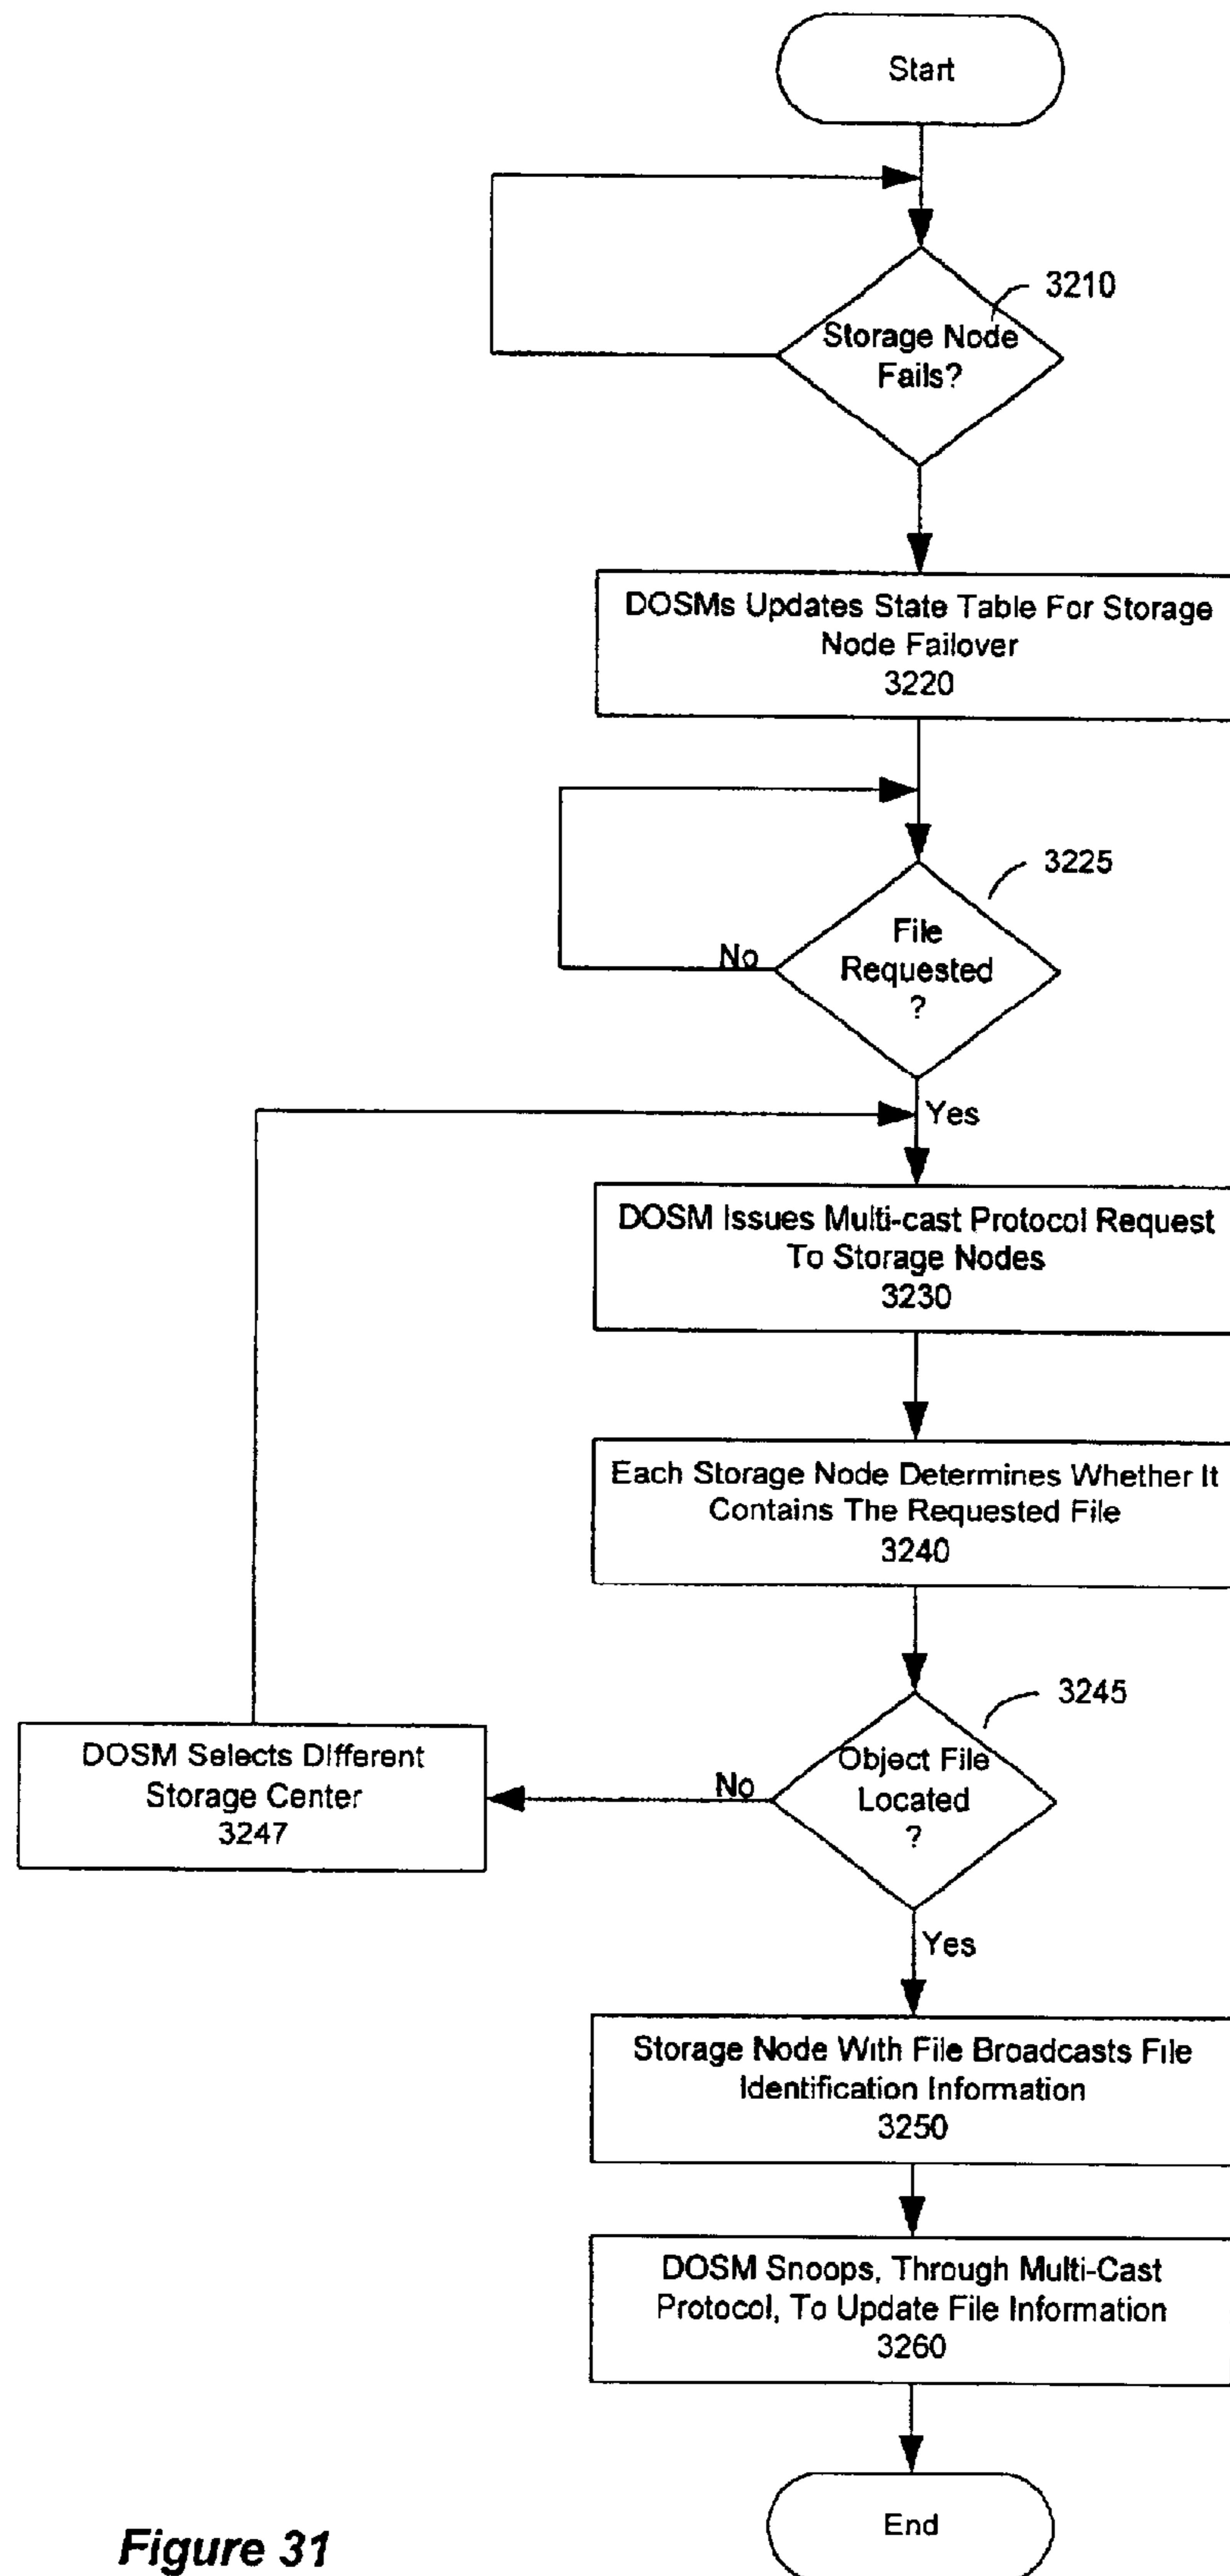 Start
3210
Storage Node
Fails?
DOSMs Updates State Table For Storage
Node Failover
3220
3225
File
Requested
?
No
Yes
DOSM Issues Multi-cast Protocol Request
To Storage Nodes
3230
Each Storage Node Determines Whether It
Contains The Requested File
3240
3245
Object File
Located
?
No
DOSM Selects Different
Storage Center
3247
Yes
Storage Node With File Broadcasts File
Identification Information
3250
DOSM Snoops, Through Multi-Cast
Protocol, To Update File Information
3260
End
Figure 31